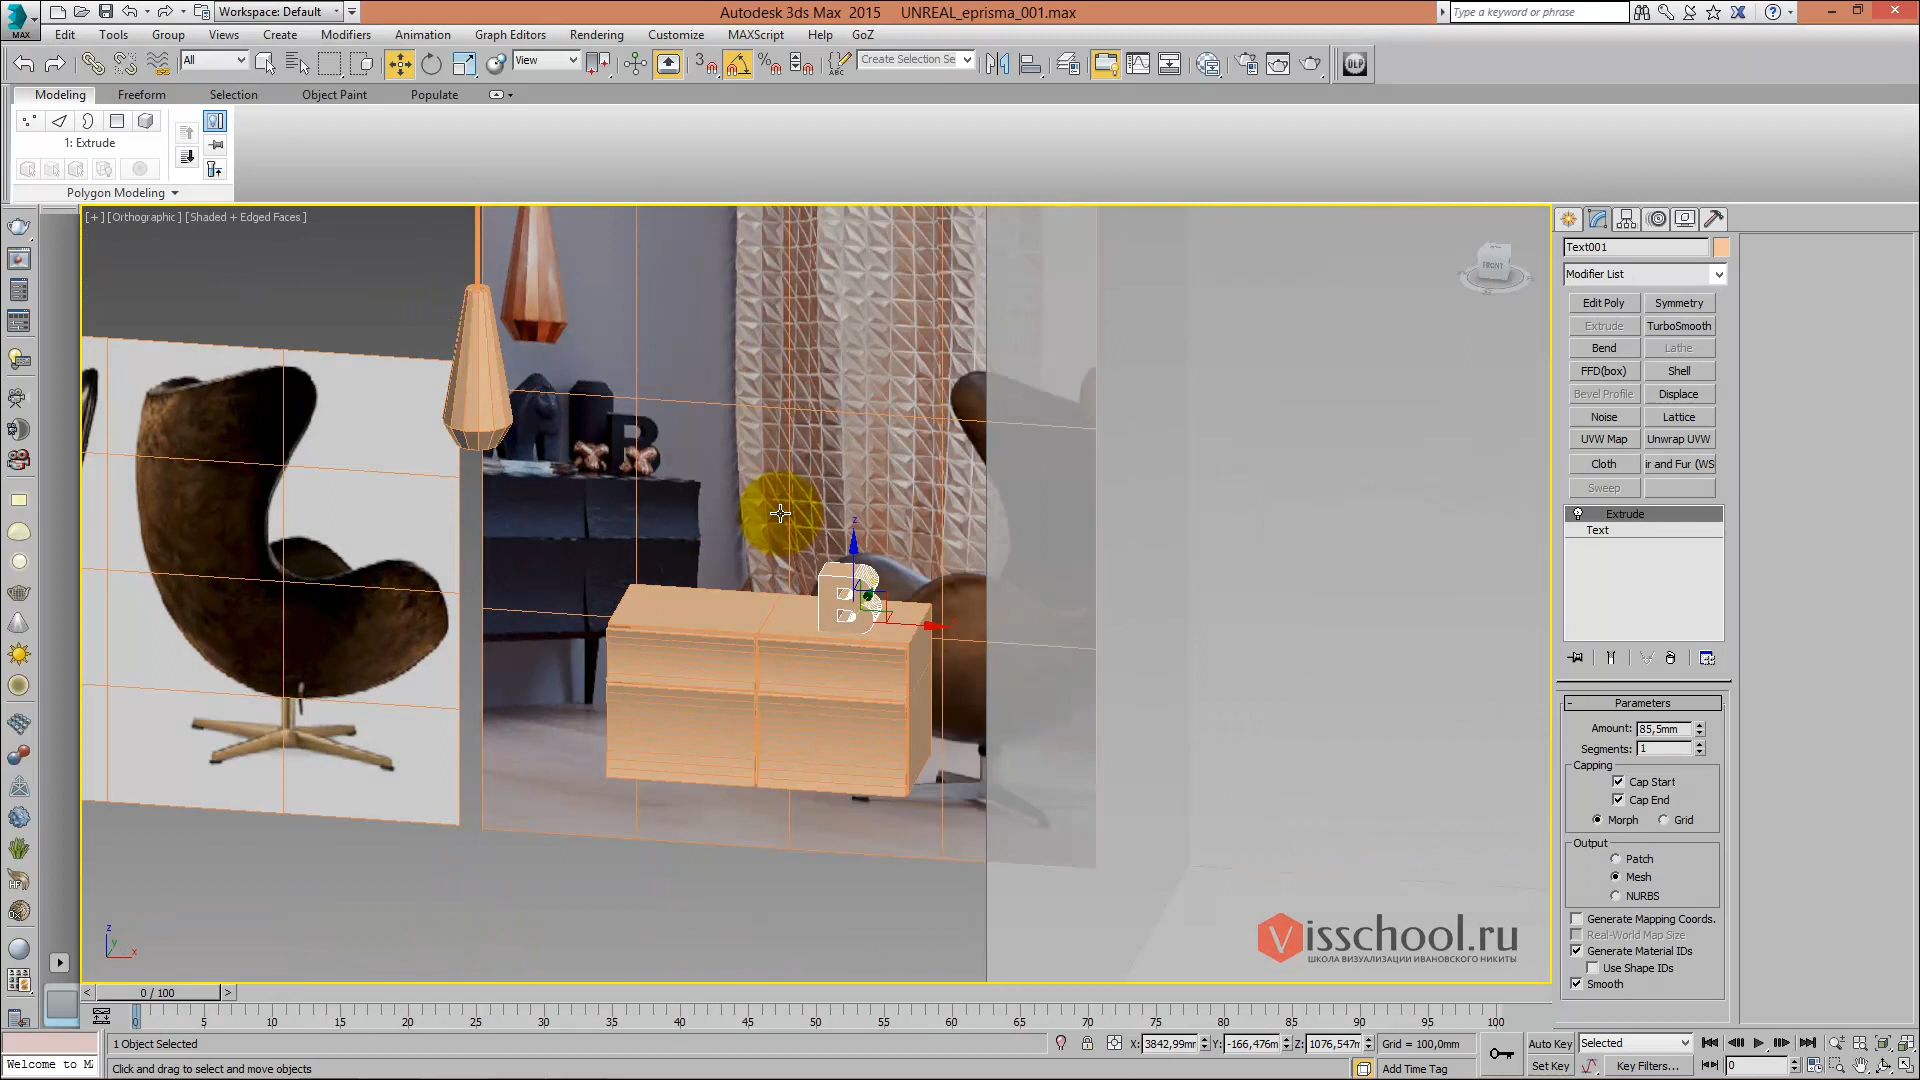 MAX
Workspace: Default
Autodesk 3ds Max 2015 UNREAL_eprisma_001.max
Type a keyword or phrase
Edit Tools Group Views Create Modifiers Animation Graph Editors Rendering Customize MAXScript Help GoZ
All View Create Selection Se
Modeling Freeform Selection Object Paint Populate
1: Extrude
Polygon Modeling
[+] [Orthographic] [Shaded + Edged Faces]
FRONT
Text001
Modifier List
Edit Poly Symmetry
Extrude TurboSmooth
Bend Lathe
FFD(box) Shell
Bevel Profile Displace
Noise Lattice
UVW Map Unwrap UVW
Cloth ir and Fur (WS
Sweep
Extrude
Text
Parameters
Amount: 85,5mm
Segments: 1
Capping
Cap Start
Cap End
Morph Grid
Output
Patch
Mesh
NURBS
Generate Mapping Coords.
Real-World Map Size
Generate Material IDs
Use Shape IDs
Smooth
Visschool.ru
ШКОЛА ВИЗУАЛИЗАЦИИ ИВАНОВСКОГО НИКИТЫ
0 / 100
0 5 10 15 20 25 30 35 40 45 50 55 60 65 70 75 80 85 90 95 100
1 Object Selected X: 3842,99mr Y: -166,476m Z: 1076,547r Grid = 100,0mm Auto Key Selected
Welcome to M Click and drag to select and move objects Add Time Tag Set Key Key Filters... 0